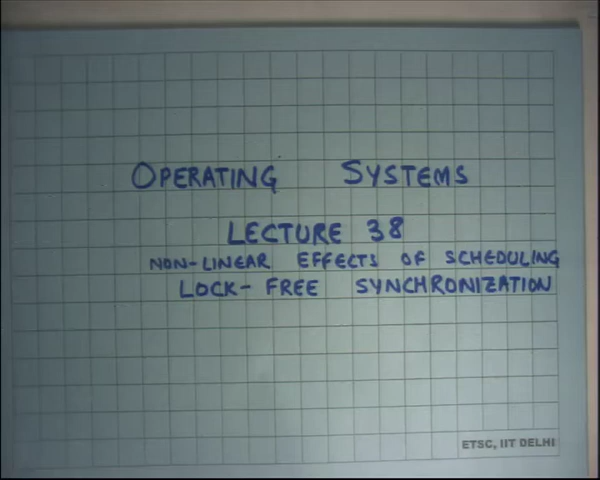 OPERATING SYSTEMS
LECTURE 38
NON-LINEAR EFFECTS OF SCHEDULING
LOCK-FREE SYNCHRONIZATION
ETSC, IIT DELHI